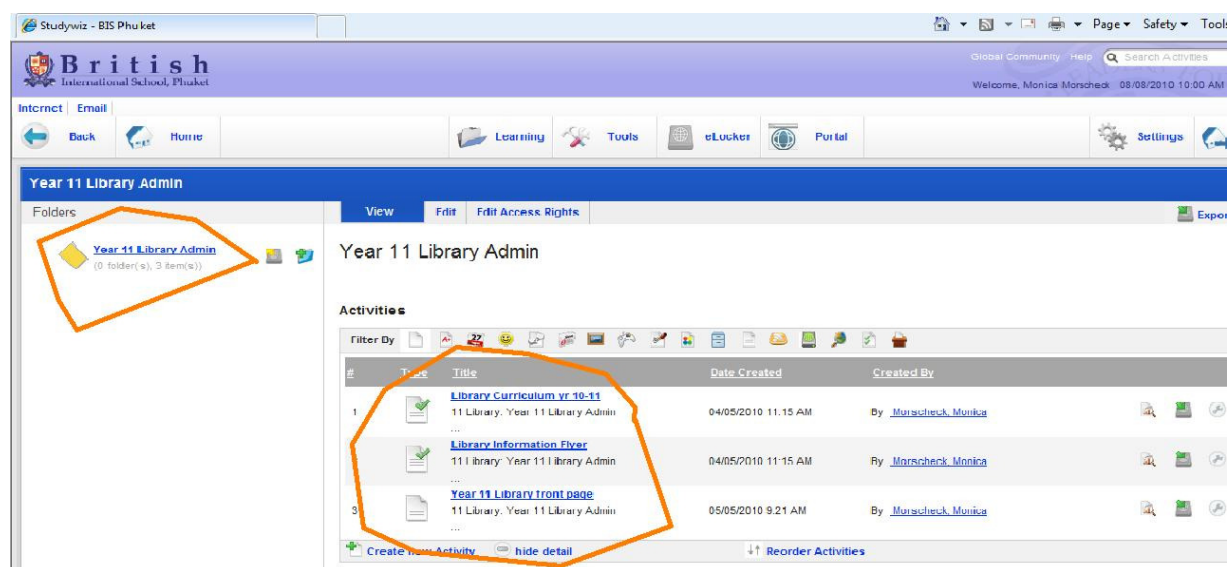 Studywiz - BIS Phuket
Page Safety Tools
British
International School, Phuket
Global Community Help Search Activities
Welcome, Monica Morscheck 08/08/2010 10:00 AM
Internet Email
Back Home Learning Tools eLocker Portal Settings
Year 11 Library Admin
Folders
View Edit Edit Access Rights
Expor
Year 11 Library Admin
(0 folder(s), 3 item(s))
Year 11 Library Admin
Activities
Filter By
# Type Title Date Created Created By
1 Library Curriculum yr 10-11
11 Library: Year 11 Library Admin 04/05/2010 11:15 AM By Morscheck, Monica
...
Library Information Flyer
11 Library: Year 11 Library Admin 04/05/2010 11:15 AM By Morscheck, Monica
...
Year 11 Library front page
3 11 Library: Year 11 Library Admin 05/05/2010 9:21 AM By Morscheck, Monica
...
Create new Activity hide detail Reorder Activities